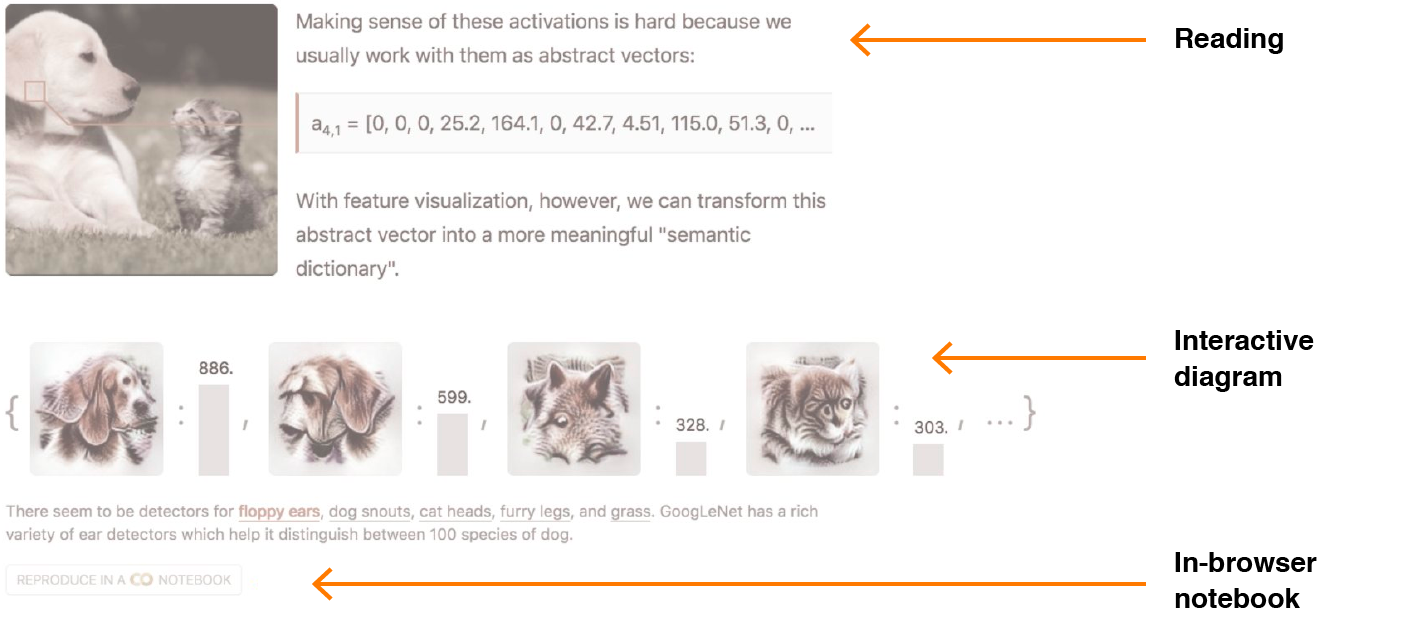 Making sense of these activations is hard because we
usually work with them as abstract vectors:
Reading
a4,1 = [0, 0, 0, 25.2, 164.1, 0, 42.7, 4.51, 115.0, 51.3, 0, ...
With feature visualization, however, we can transform this
abstract vector into a more meaningful "semantic
dictionary".
Interactive
diagram
{ : 886. , : 599. , : 328. , : 303. , ... }
There seem to be detectors for floppy ears, dog snouts, cat heads, furry legs, and grass. GoogLeNet has a rich
variety of ear detectors which help it distinguish between 100 species of dog.
REPRODUCE IN A CO NOTEBOOK
In-browser
notebook